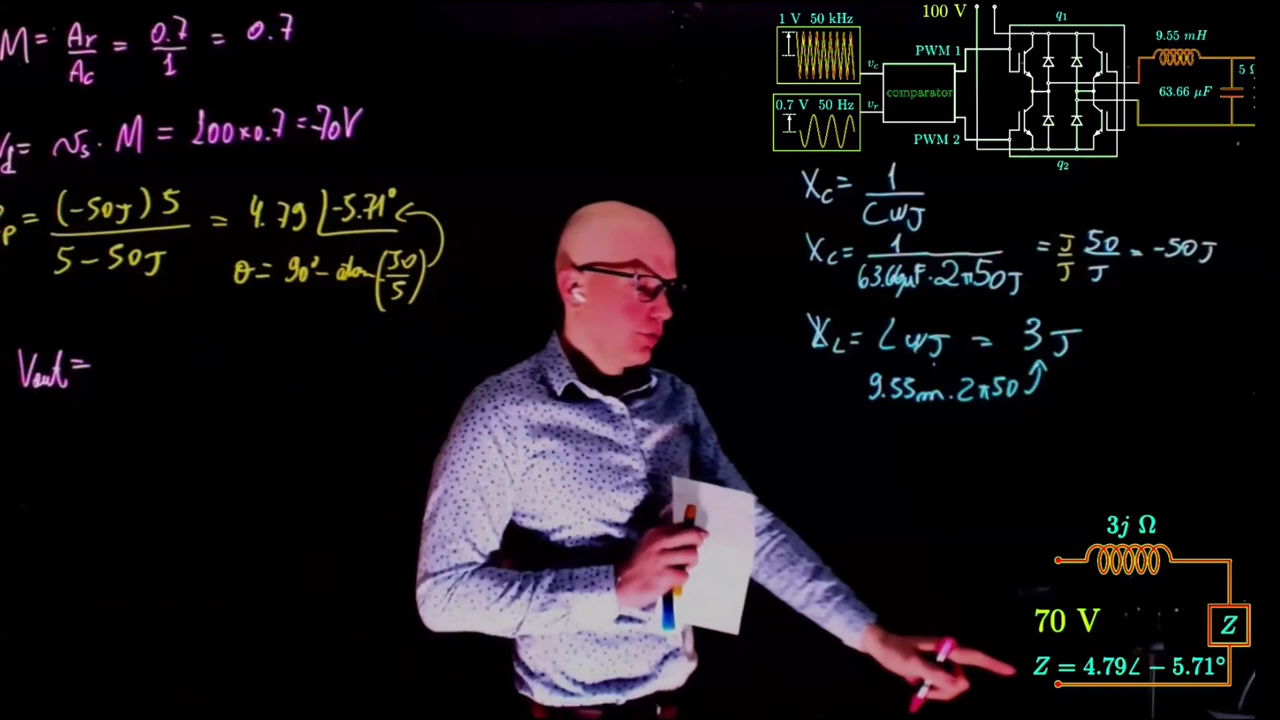 M = Ar/Ac = 0.7/1 = 0.7
Vs · M = 100×0.7 = 70V
p = (-50J) 5 / 5 - 50J = 4.79 ∠-5.71°
θ = 90° - atan(50/5)
Vout =
1 V 50 kHz
0.7 V 50 Hz
vc
vr
comparator
PWM 1
PWM 2
100 V
q1
q2
9.55 mH
63.66 μF
5 Ω
Xc = 1 / CωJ
Xc = 1 / 63.66μF · 2π50J = J/J 50/J = -50J
XL = LωJ = 3J
9.55m · 2π50
3j Ω
70 V
Z
Z = 4.79∠ − 5.71°